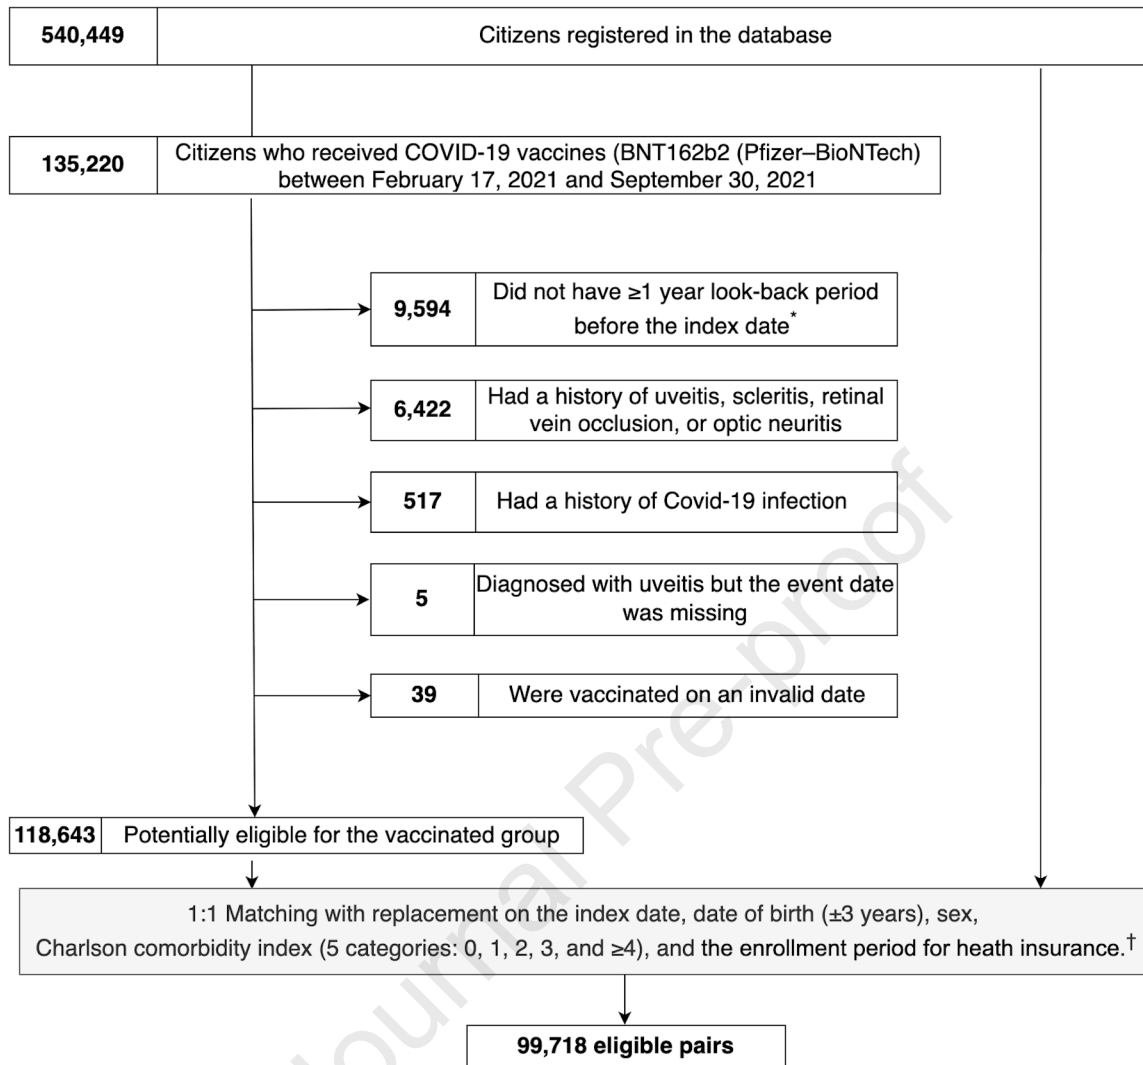 540,449 Citizens registered in the database
135,220 Citizens who received COVID-19 vaccines (BNT162b2 (Pfizer–BioNTech)
between February 17, 2021 and September 30, 2021
9,594 Did not have ≥1 year look-back period
before the index date*
6,422 Had a history of uveitis, scleritis, retinal
vein occlusion, or optic neuritis
517 Had a history of Covid-19 infection
5 Diagnosed with uveitis but the event date
was missing
39 Were vaccinated on an invalid date
118,643 Potentially eligible for the vaccinated group
1:1 Matching with replacement on the index date, date of birth (±3 years), sex,
Charlson comorbidity index (5 categories: 0, 1, 2, 3, and ≥4), and the enrollment period for heath insurance.†
99,718 eligible pairs
Journal Pre-proof